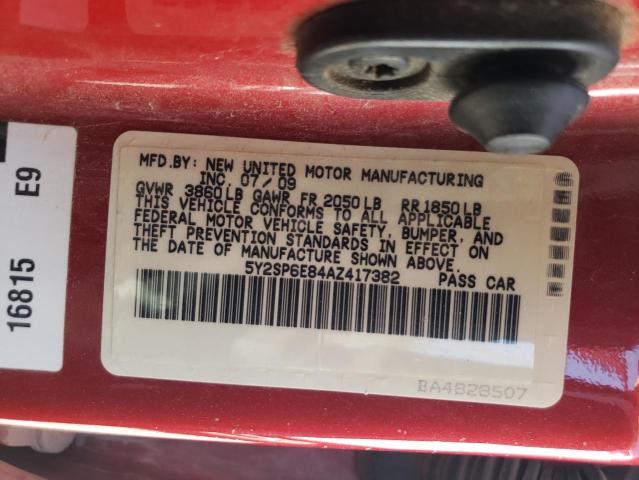 MFD.BY: NEW UNITED MOTOR MANUFACTURING
INC 07/09
GVWR 3860LB GAWR FR 2050LB RR1850LB
THIS VEHICLE CONFORMS TO ALL APPLICABLE
FEDERAL MOTOR VEHICLE SAFETY, BUMPER, AND
THEFT PREVENTION STANDARDS IN EFFECT ON
THE DATE OF MANUFACTURE SHOWN ABOVE.
5Y2SP6E84AZ417382 PASS CAR
BA4828507
16815 E9